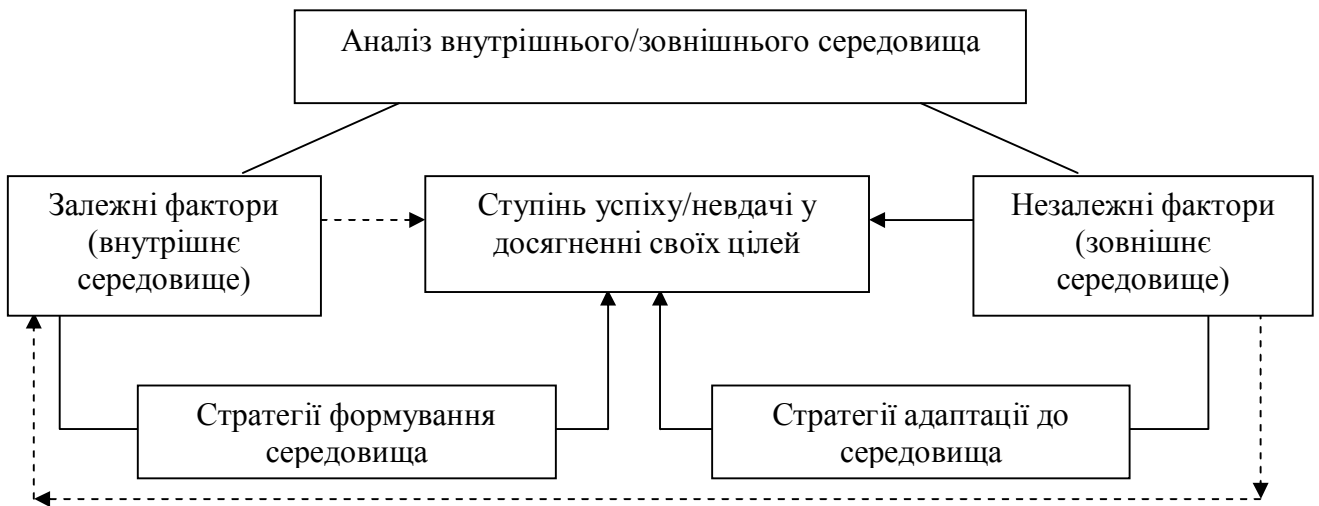 Аналіз внутрішнього/зовнішнього середовища
Залежні фактори
(внутрішнє
середовище)
Ступінь успіху/невдачі у
досягненні своїх цілей
Незалежні фактори
(зовнішнє
середовище)
Стратегії формування
середовища
Стратегії адаптації до
середовища